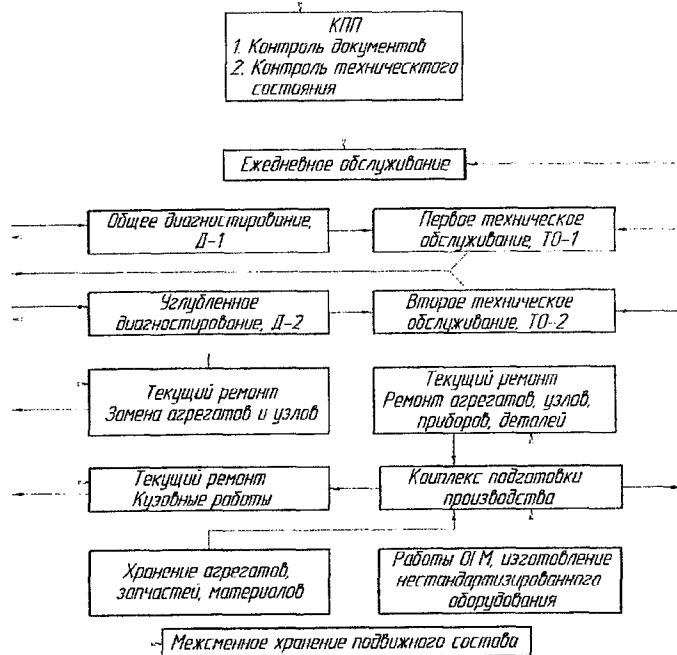 КПП
1. Контроль документов
2. Контроль техническтого
состояния
Ежедневное обслуживание
Общее диагностирование,
Д-1
Первое техническое
обслуживание, ТО-1
Углубленное
диагностирование, Д-2
Второе техническое
обслуживание, ТО-2
Текущий ремонт
Замена агрегатов и узлов
Текущий ремонт
Ремонт агрегатов, узлов,
приборов, деталей
Текущий ремонт
Кузовные работы
Комплекс подготовки
производства
Хранение агрегатов,
запчастей, материалов
Работы ОГМ, изготовление
нестандартизированного
оборудования
Межсменное хранение подвижного состава